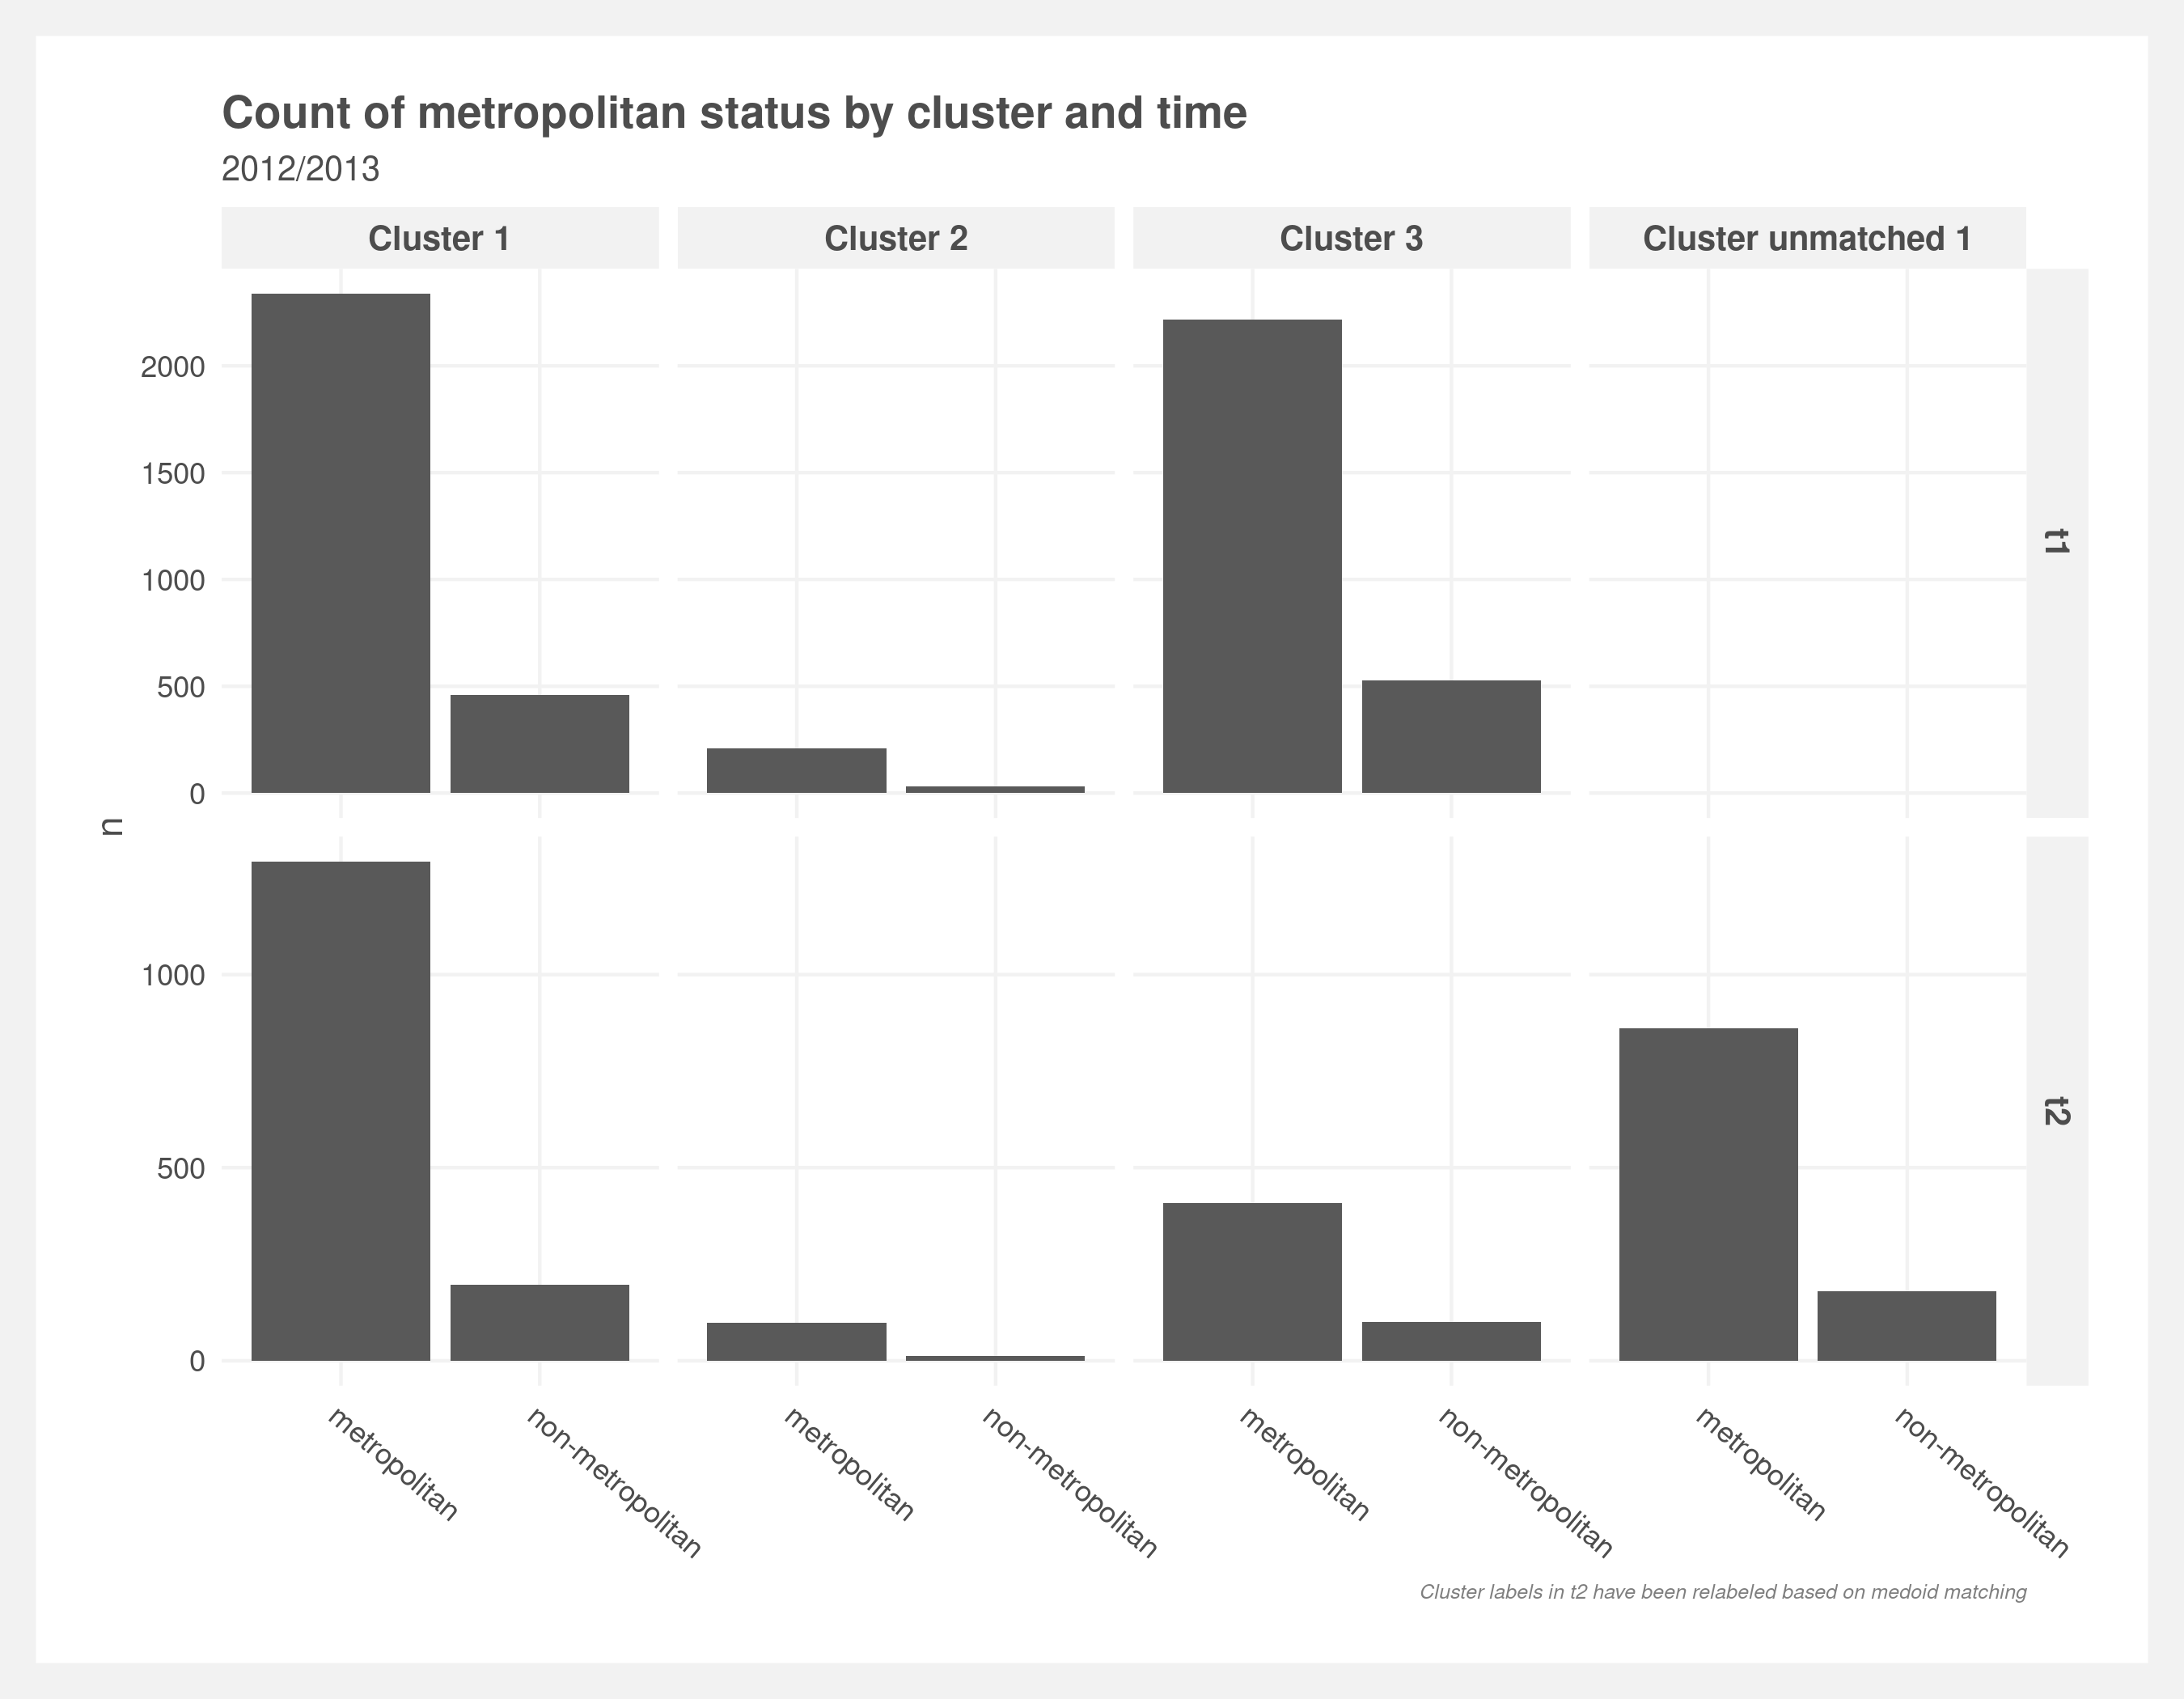 Count of metropolitan status by cluster and time
2012/2013
Cluster 1
Cluster 2
Cluster 3
Cluster unmatched 1
2000
1500
1000
500
0
t1
n
1000
500
0
t2
metropolitan
non-metropolitan
metropolitan
non-metropolitan
metropolitan
non-metropolitan
metropolitan
non-metropolitan
Cluster labels in t2 have been relabeled based on medoid matching